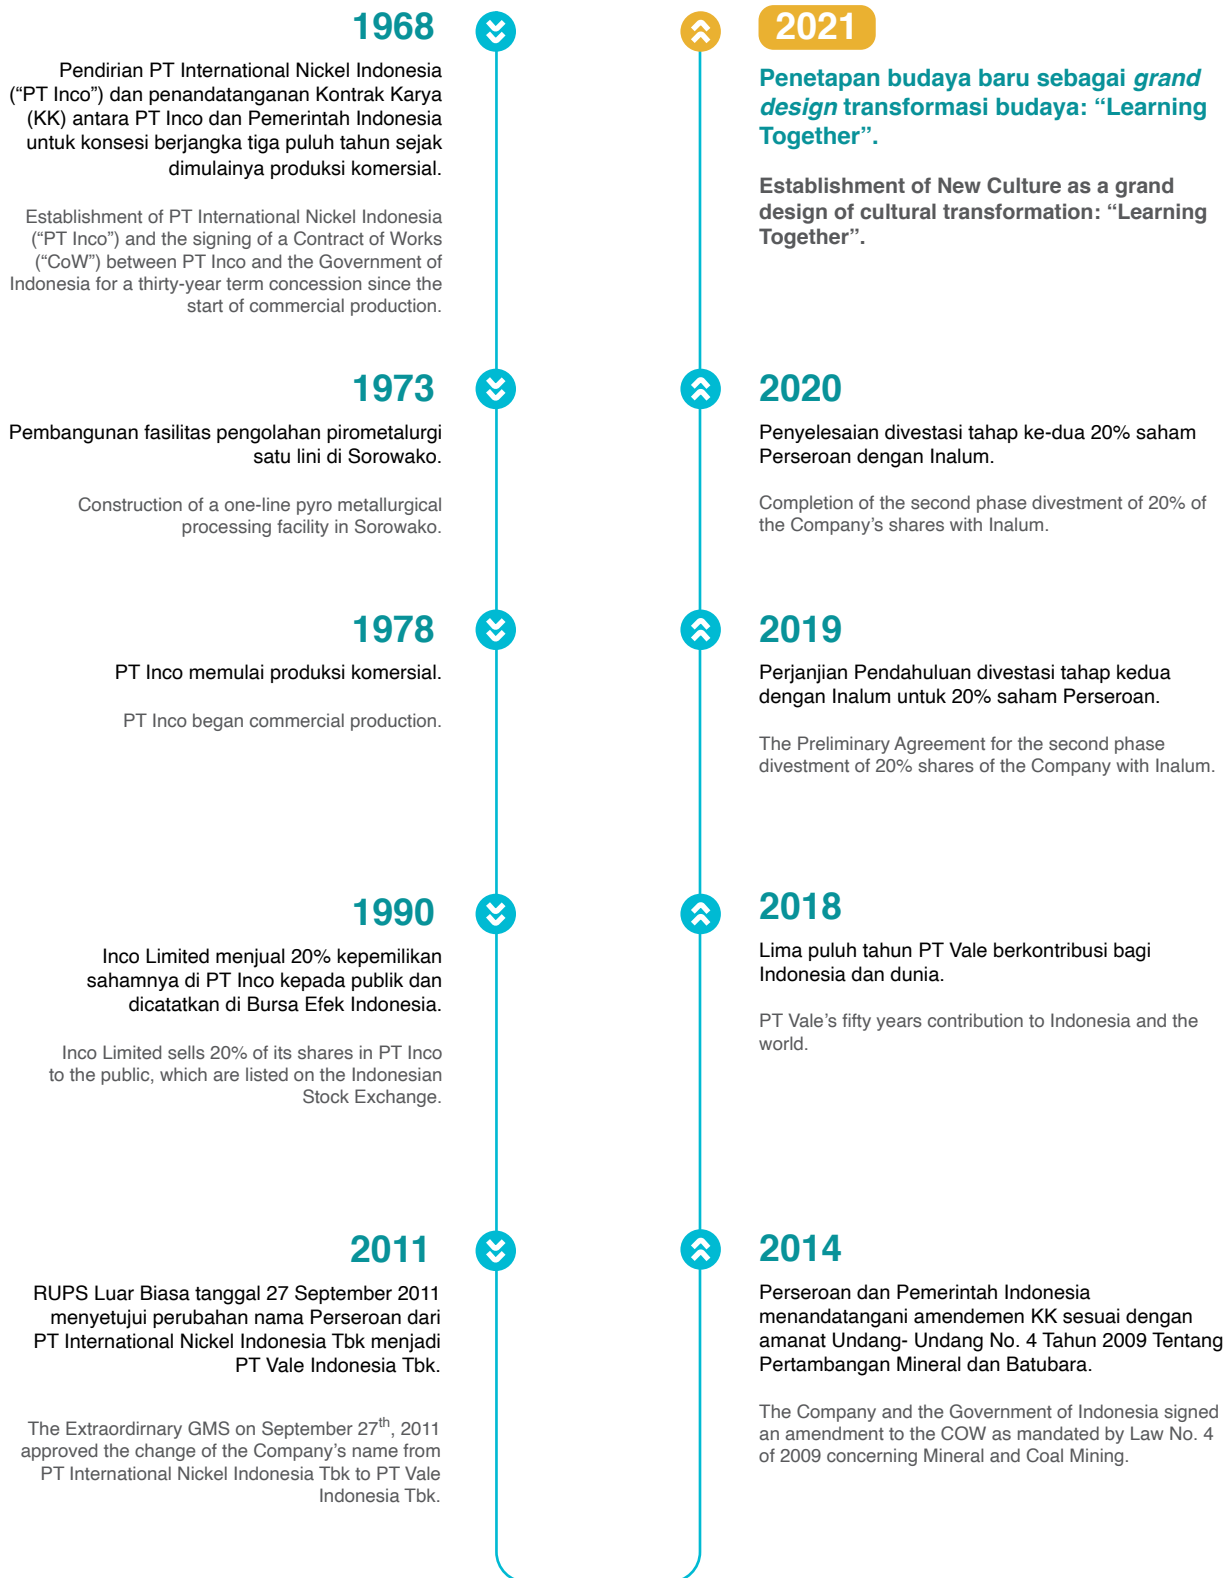 1968
Pendirian PT International Nickel Indonesia
(“PT Inco”) dan penandatanganan Kontrak Karya
(KK) antara PT Inco dan Pemerintah Indonesia
untuk konsesi berjangka tiga puluh tahun sejak
dimulainya produksi komersial.
Establishment of PT International Nickel Indonesia
(“PT Inco”) and the signing of a Contract of Works
(“CoW”) between PT Inco and the Government of
Indonesia for a thirty-year term concession since the
start of commercial production.
1973
Pembangunan fasilitas pengolahan pirometalurgi
satu lini di Sorowako.
Construction of a one-line pyro metallurgical
processing facility in Sorowako.
1978
PT Inco memulai produksi komersial.
PT Inco began commercial production.
1990
Inco Limited menjual 20% kepemilikan
sahamnya di PT Inco kepada publik dan
dicatatkan di Bursa Efek Indonesia.
Inco Limited sells 20% of its shares in PT Inco
to the public, which are listed on the Indonesian
Stock Exchange.
2011
RUPS Luar Biasa tanggal 27 September 2011
menyetujui perubahan nama Perseroan dari
PT International Nickel Indonesia Tbk menjadi
PT Vale Indonesia Tbk.
The Extraordirnary GMS on September 27th, 2011
approved the change of the Company’s name from
PT International Nickel Indonesia Tbk to PT Vale
Indonesia Tbk.
2021
Penetapan budaya baru sebagai grand
design transformasi budaya: “Learning
Together”.
Establishment of New Culture as a grand
design of cultural transformation: “Learning
Together”.
2020
Penyelesaian divestasi tahap ke-dua 20% saham
Perseroan dengan Inalum.
Completion of the second phase divestment of 20% of
the Company’s shares with Inalum.
2019
Perjanjian Pendahuluan divestasi tahap kedua
dengan Inalum untuk 20% saham Perseroan.
The Preliminary Agreement for the second phase
divestment of 20% shares of the Company with Inalum.
2018
Lima puluh tahun PT Vale berkontribusi bagi
Indonesia dan dunia.
PT Vale’s fifty years contribution to Indonesia and the
world.
2014
Perseroan dan Pemerintah Indonesia
menandatangani amendemen KK sesuai dengan
amanat Undang- Undang No. 4 Tahun 2009 Tentang
Pertambangan Mineral dan Batubara.
The Company and the Government of Indonesia signed
an amendment to the COW as mandated by Law No. 4
of 2009 concerning Mineral and Coal Mining.